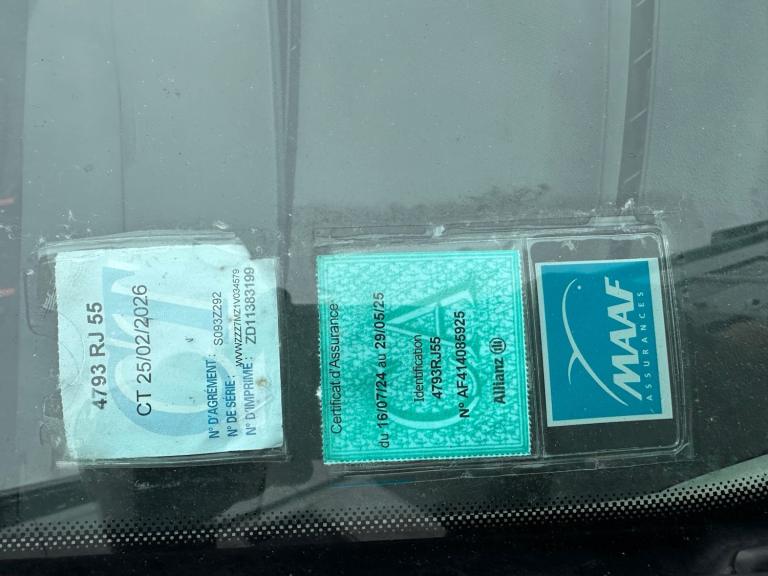 4793 RJ 55
CT 25/02/2026
N° D'AGRÉMENT : S093Z292
N° DE SÉRIE : WVWZZZ7MZ1V034579
N° D'IMPRIMÉ : ZD11383199
Certificat d'Assurance
du 16/07/24 au 29/05/25
Identification
4793RJ55
N° AF414085925
Allianz
MAAF
ASSURANCES